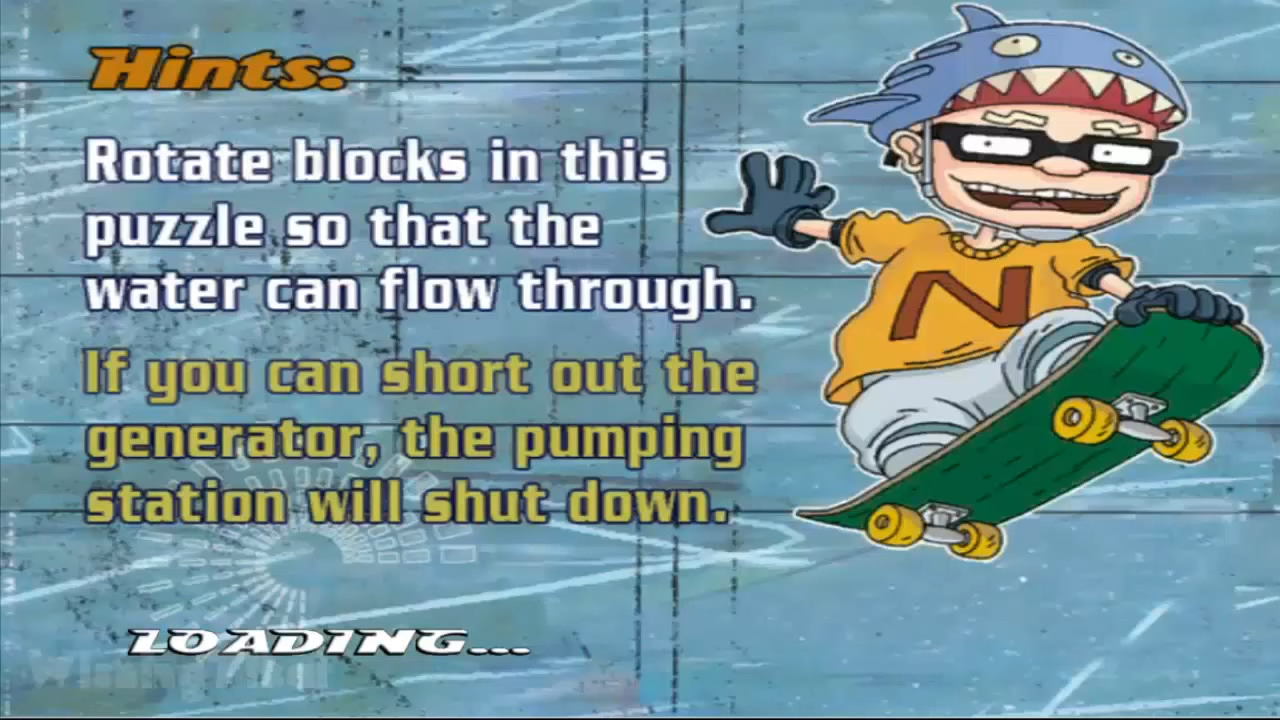 Hints:
Rotate blocks in this
puzzle so that the
water can flow through.
If you can short out the
generator, the pumping
station will shut down.
N
LOADING...